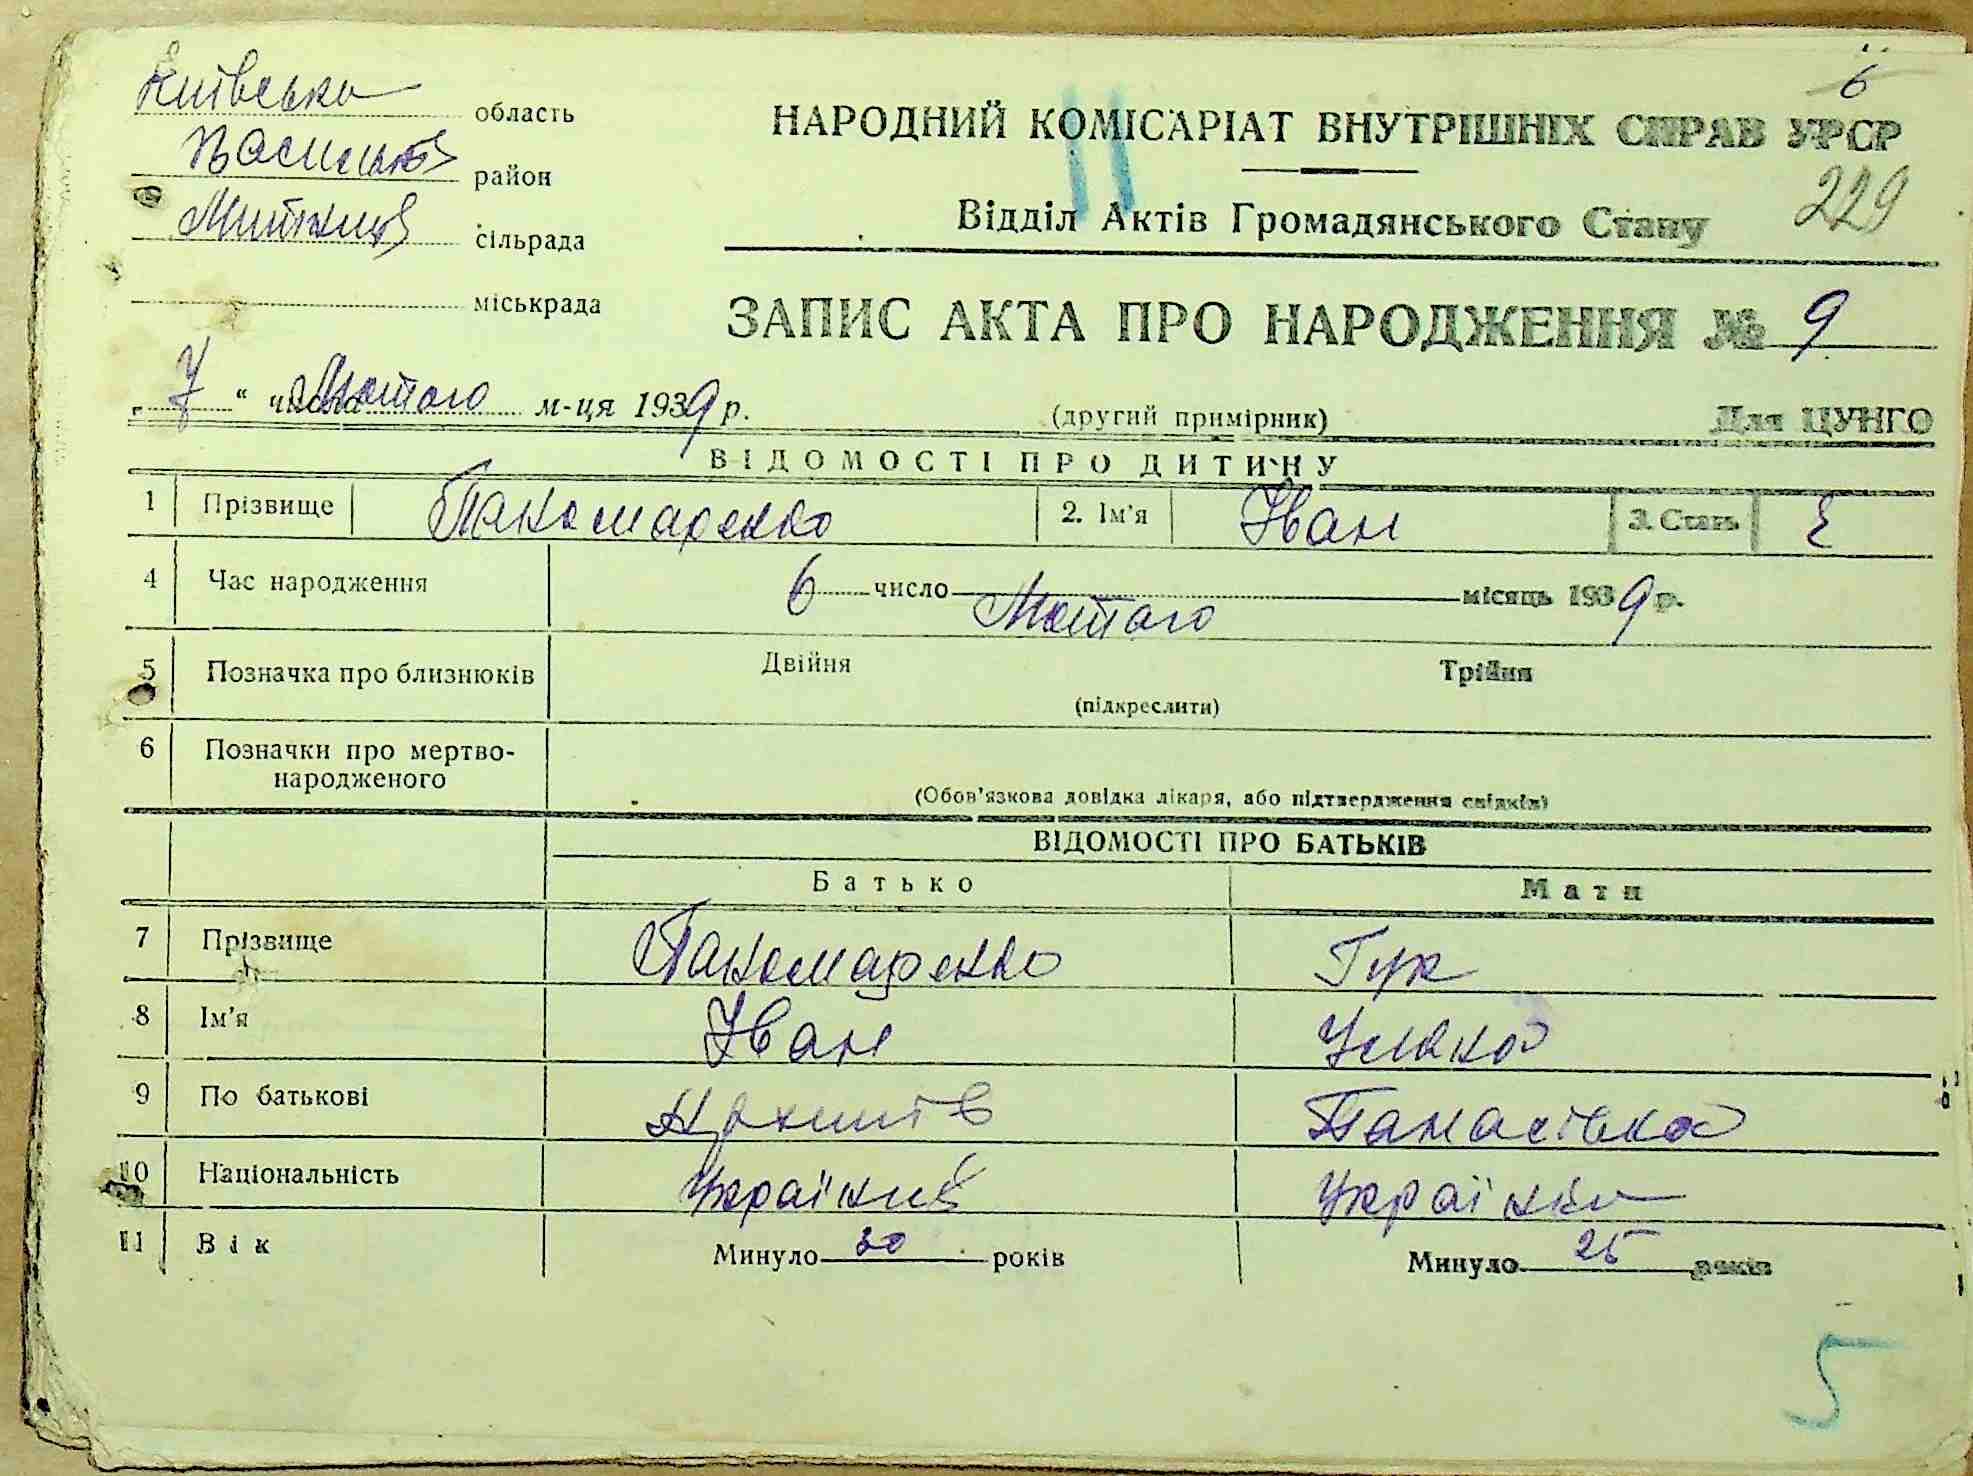 6
Київська область
НАРОДНИЙ КОМІСАРІАТ ВНУТРІШНІХ СПРАВ УРСР
район
229
Відділ Актів Громадянського Стану
сільрада
міськрада
ЗАПИС АКТА ПРО НАРОДЖЕННЯ № 9
„ 7 “ числа Лютого м-ця 1939 р.
(другий примірник)
Для ЦУНГО
ВІДОМОСТІ ПРО ДИТИНУ
1 Прізвище Пономаренко 2. Ім'я Іван 3. Стать
4 Час народження 6 число Лютого місяць 1939 р.
5 Позначка про близнюків Двійня Трійня
(підкреслити)
6 Позначки про мертво-
народженого
(Обов'язкова довідка лікаря, або підтвердження свідків)
ВІДОМОСТІ ПРО БАТЬКІВ
Батько Мати
7 Прізвище Пономаренко Гук
8 Ім'я Іван
9 По батькові Панасівна
10 Національність Українець Українка
11 Вік Минуло 30 років Минуло 25 років
5